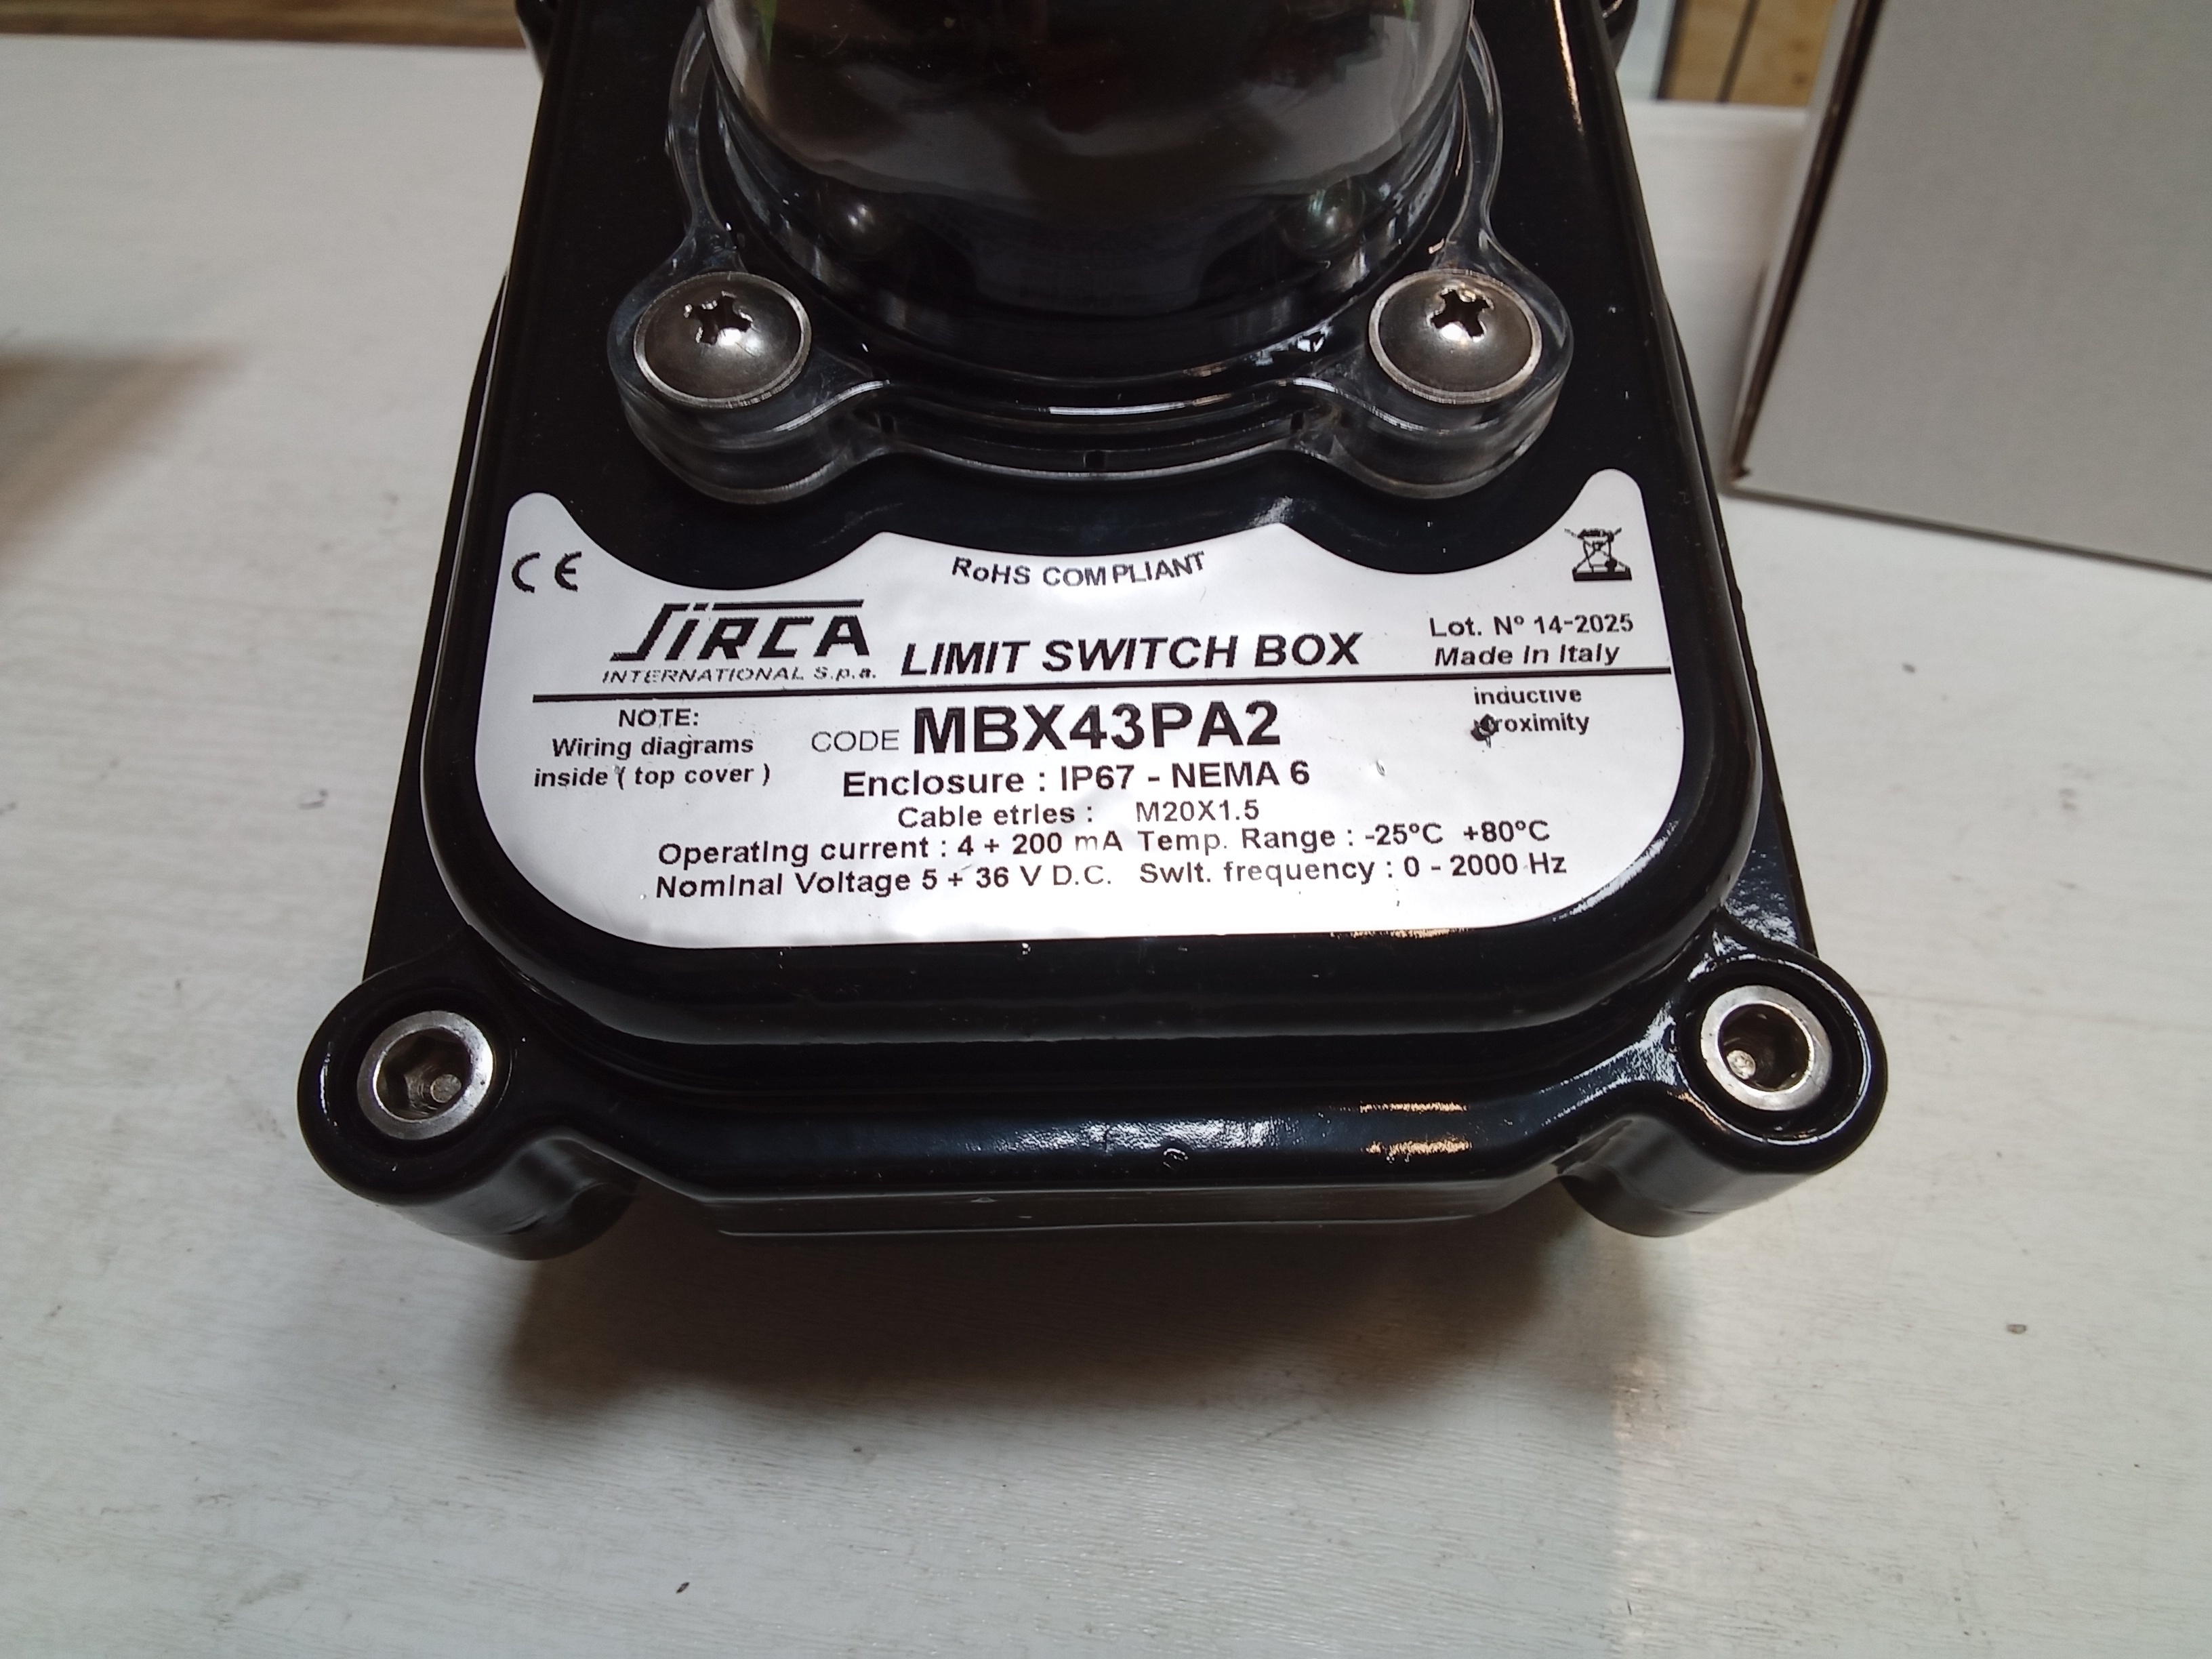 CE
RoHS COMPLIANT
SIRCA
INTERNATIONAL S.p.a.
LIMIT SWITCH BOX
Lot. N° 14-2025
Made in Italy
NOTE:
Wiring diagrams
inside ( top cover )
CODE MBX43PA2
inductive
proximity
Enclosure : IP67 - NEMA 6
Cable etries : M20X1.5
Operating current : 4 ÷ 200 mA Temp. Range : -25°C +80°C
Nominal Voltage 5 ÷ 36 V D.C. Swit. frequency : 0 - 2000 Hz